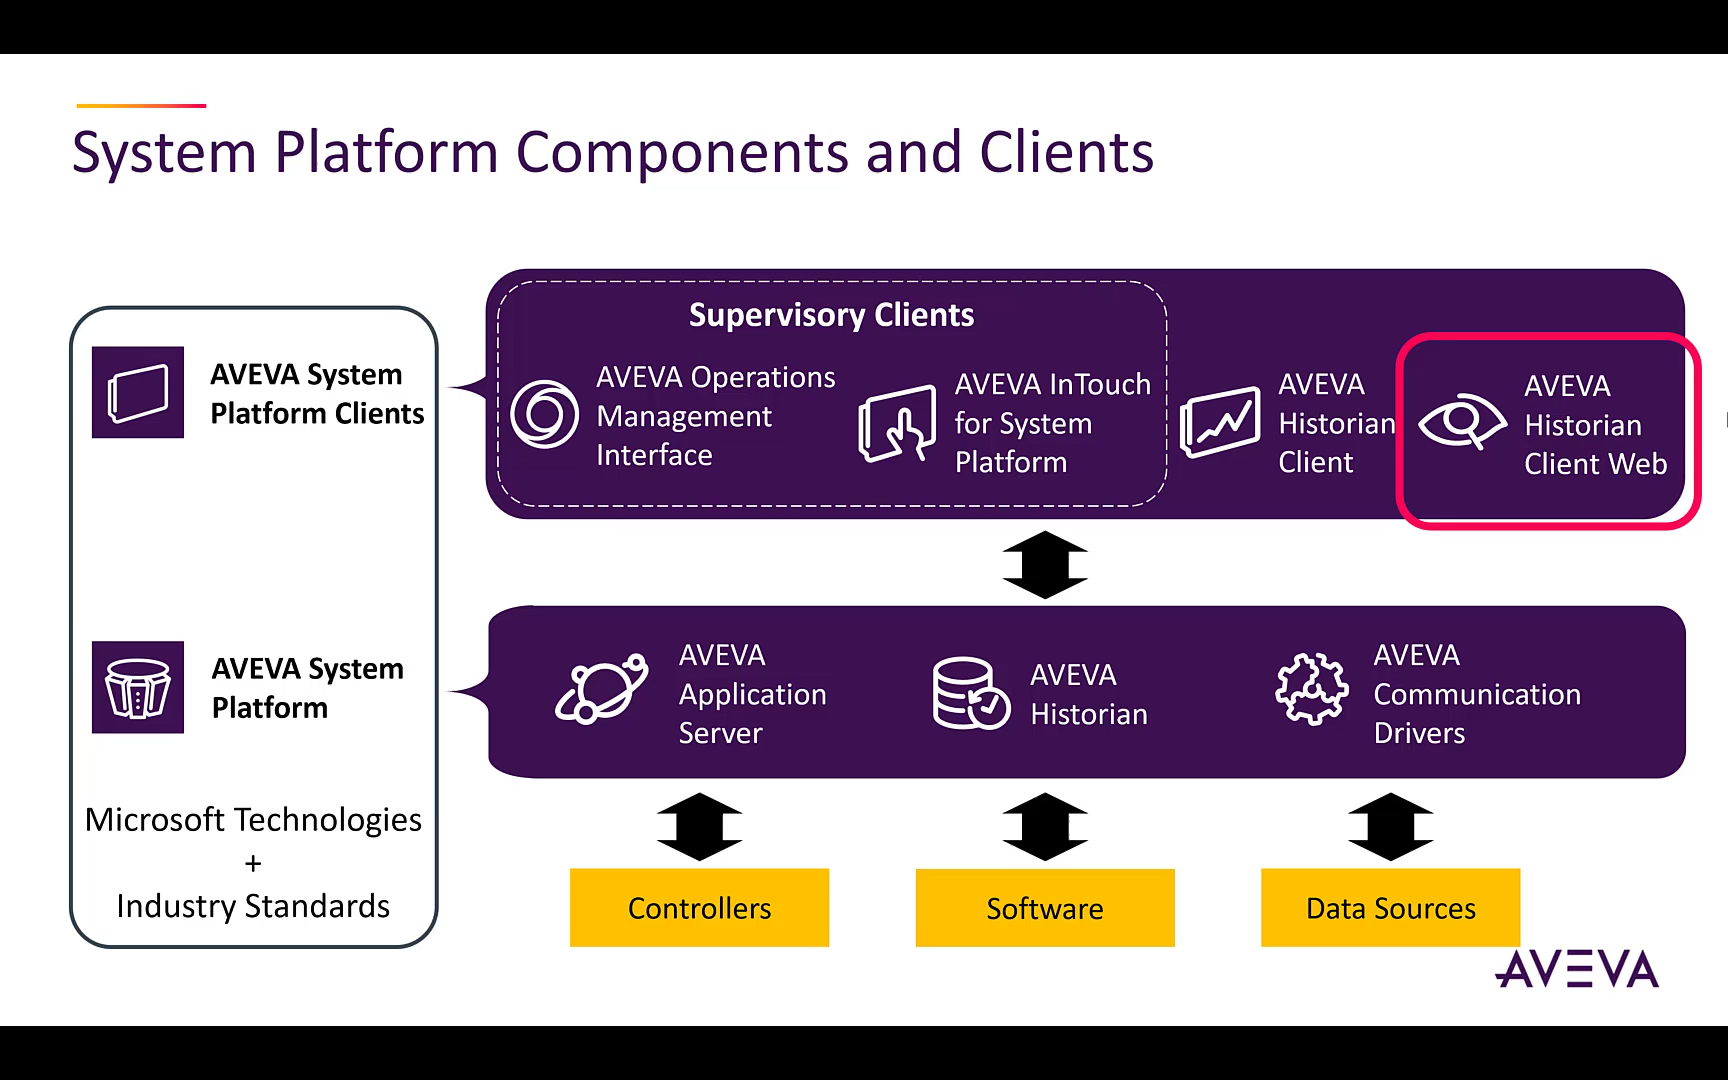 System Platform Components and Clients
AVEVA System
Platform Clients
Supervisory Clients
AVEVA Operations
Management
Interface
AVEVA InTouch
for System
Platform
AVEVA
Historian
Client
AVEVA
Historian
Client Web
AVEVA System
Platform
AVEVA
Application
Server
AVEVA
Historian
AVEVA
Communication
Drivers
Microsoft Technologies
+
Industry Standards
Controllers
Software
Data Sources
AVEVA